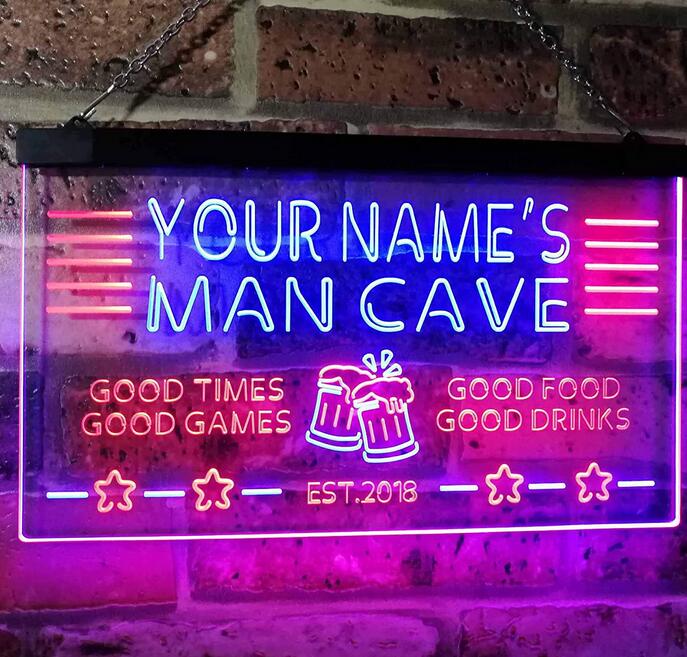 YOUR NAME'S
MAN CAVE
GOOD TIMES
GOOD GAMES
GOOD FOOD
GOOD DRINKS
EST.2018